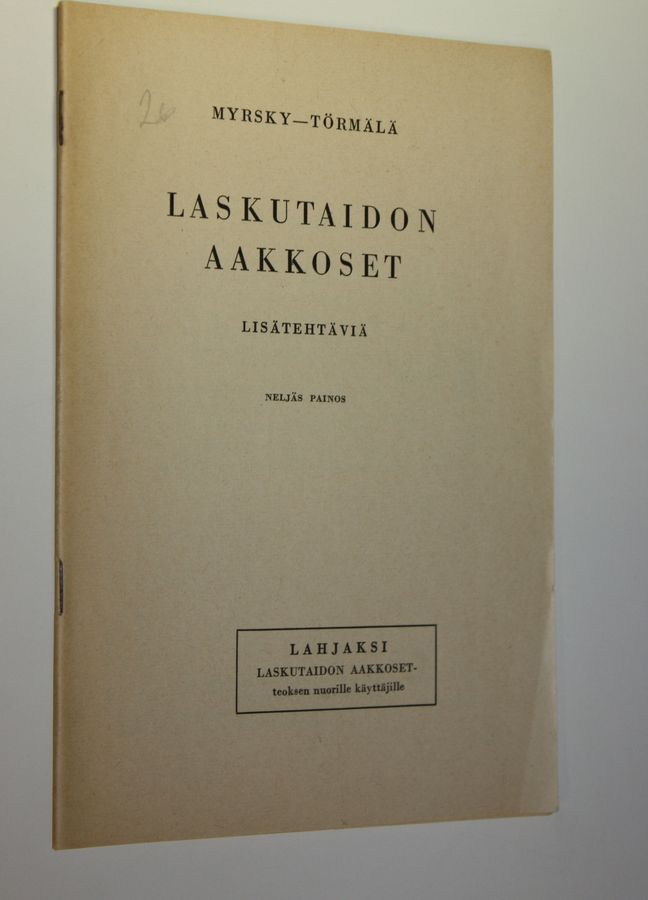 MYRSKY—TÖRMÄLÄ
LASKUTAIDON
AAKKOSET
LISÄTEHTÄVIÄ
NELJÄS PAINOS
LAHJAKSI
LASKUTAIDON AAKKOSET-
teoksen nuorille käyttäjille